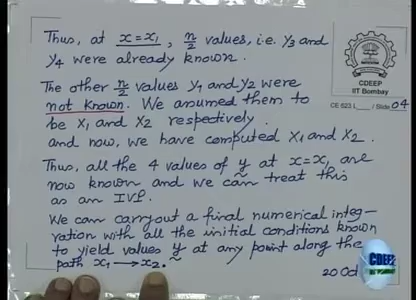 Thus, at x=x1, n/2 values, i.e. y3 and
y4 were already known.
The other n/2 values y1 and y2 were
not known. We assumed them to
be X1 and X2 respectively.
and now, we have computed X1 and X2.
Thus, all the 4 values of y at x=x1 are
now known and we can treat this
as an IVP.
We can carryout a final numerical integ-
ration with all the initial conditions known
to yield values y at any point along the
path x1 → x2.
CDEEP
IIT Bombay
CE 623 L / Slide 04
CDEEP
IIT BOMBAY